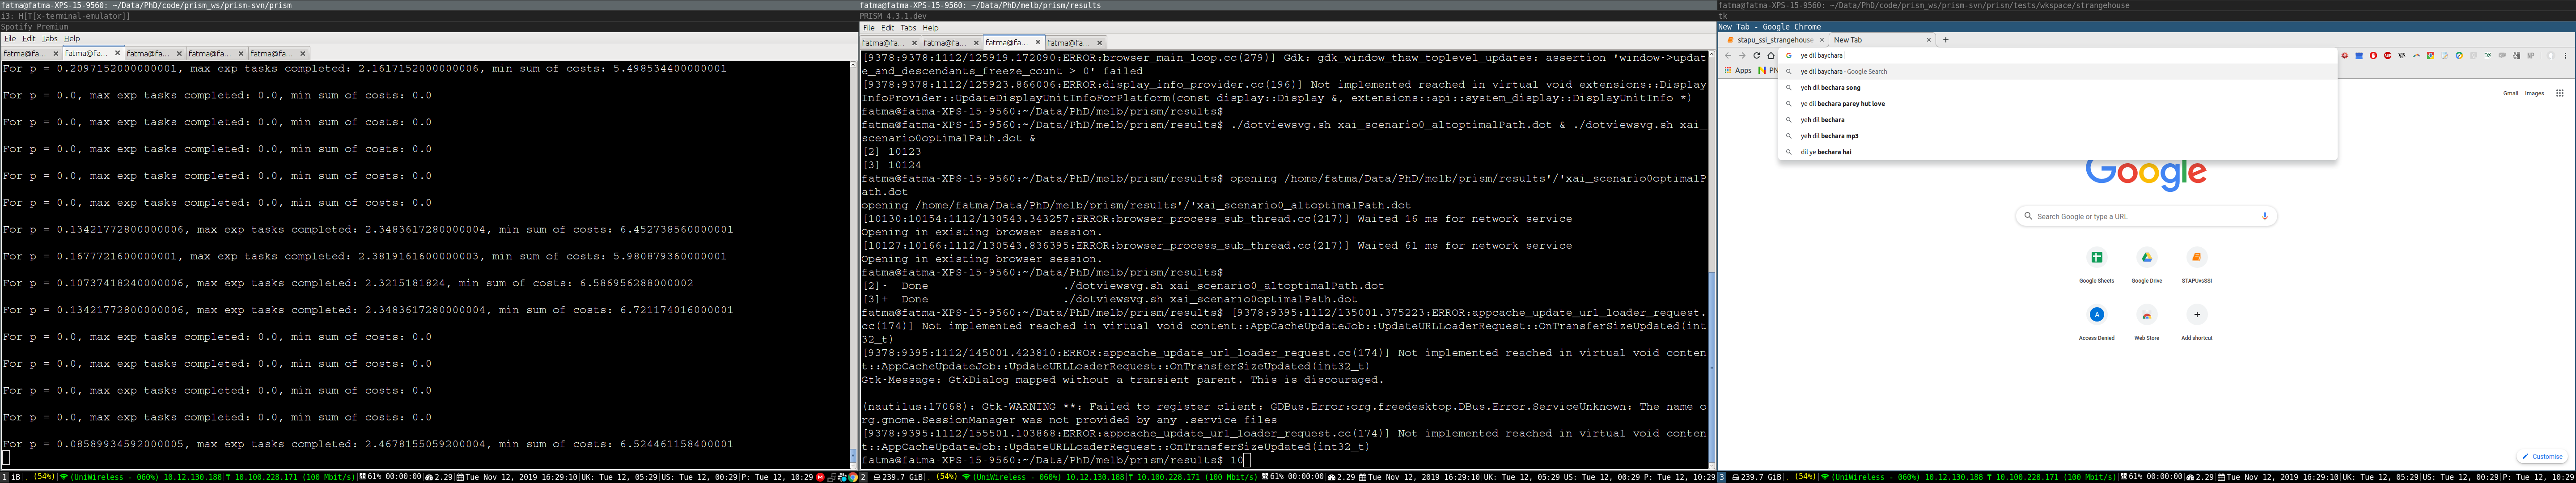 fatma@fatma-XPS-15-9560: ~/Data/PhD/code/prism_ws/prism-svn/prism
i3: H[T[x-terminal-emulator]]
Spotify Premium
File Edit Tabs Help
fatma@fa... × fatma@fa... × fatma@fa... × fatma@fa... × fatma@fa... ×
For p = 0.2097152000000001, max exp tasks completed: 2.1617152000000006, min sum of costs: 5.498534400000001
For p = 0.0, max exp tasks completed: 0.0, min sum of costs: 0.0
For p = 0.0, max exp tasks completed: 0.0, min sum of costs: 0.0
For p = 0.0, max exp tasks completed: 0.0, min sum of costs: 0.0
For p = 0.0, max exp tasks completed: 0.0, min sum of costs: 0.0
For p = 0.0, max exp tasks completed: 0.0, min sum of costs: 0.0
For p = 0.13421772800000006, max exp tasks completed: 2.3483617280000004, min sum of costs: 6.452738560000001
For p = 0.1677721600000001, max exp tasks completed: 2.3819161600000003, min sum of costs: 5.980879360000001
For p = 0.10737418240000006, max exp tasks completed: 2.3215181824, min sum of costs: 6.586956288000002
For p = 0.13421772800000006, max exp tasks completed: 2.3483617280000004, min sum of costs: 6.721174016000001
For p = 0.0, max exp tasks completed: 0.0, min sum of costs: 0.0
For p = 0.0, max exp tasks completed: 0.0, min sum of costs: 0.0
For p = 0.0, max exp tasks completed: 0.0, min sum of costs: 0.0
For p = 0.0, max exp tasks completed: 0.0, min sum of costs: 0.0
For p = 0.08589934592000005, max exp tasks completed: 2.4678155059200004, min sum of costs: 6.524461158400001
1 iB (54%) (UniWireless - 060%) 10.12.130.188 T 10.100.228.171 (100 Mbit/s) 61% 00:00:00 2.29 Tue Nov 12, 2019 16:29:10 UK: Tue 12, 05:29 US: Tue 12, 00:29 P: Tue 12, 10:29
fatma@fatma-XPS-15-9560: ~/Data/PhD/melb/prism/results
PRISM 4.3.1.dev
File Edit Tabs Help
fatma@fa... × fatma@fa... × fatma@fa... × fatma@fa... ×
[9378:9378:1112/125919.172090:ERROR:browser_main_loop.cc(279)] Gdk: gdk_window_thaw_toplevel_updates: assertion 'window->updat
e_and_descendants_freeze_count > 0' failed
[9378:9378:1112/125923.866006:ERROR:display_info_provider.cc(196)] Not implemented reached in virtual void extensions::Display
InfoProvider::UpdateDisplayUnitInfoForPlatform(const display::Display &, extensions::api::system_display::DisplayUnitInfo *)
fatma@fatma-XPS-15-9560:~/Data/PhD/melb/prism/results$
fatma@fatma-XPS-15-9560:~/Data/PhD/melb/prism/results$ ./dotviewsvg.sh xai_scenario0_altoptimalPath.dot & ./dotviewsvg.sh xai_
scenario0optimalPath.dot &
[2] 10123
[3] 10124
fatma@fatma-XPS-15-9560:~/Data/PhD/melb/prism/results$ opening /home/fatma/Data/PhD/melb/prism/results'/'xai_scenario0optimalP
ath.dot
opening /home/fatma/Data/PhD/melb/prism/results'/'xai_scenario0_altoptimalPath.dot
[10130:10154:1112/130543.343257:ERROR:browser_process_sub_thread.cc(217)] Waited 16 ms for network service
Opening in existing browser session.
[10127:10166:1112/130543.836395:ERROR:browser_process_sub_thread.cc(217)] Waited 61 ms for network service
Opening in existing browser session.
fatma@fatma-XPS-15-9560:~/Data/PhD/melb/prism/results$
[2]- Done ./dotviewsvg.sh xai_scenario0_altoptimalPath.dot
[3]+ Done ./dotviewsvg.sh xai_scenario0optimalPath.dot
fatma@fatma-XPS-15-9560:~/Data/PhD/melb/prism/results$ [9378:9395:1112/135001.375223:ERROR:appcache_update_url_loader_request.
cc(174)] Not implemented reached in virtual void content::AppCacheUpdateJob::UpdateURLLoaderRequest::OnTransferSizeUpdated(int
32_t)
[9378:9395:1112/145001.423810:ERROR:appcache_update_url_loader_request.cc(174)] Not implemented reached in virtual void conten
t::AppCacheUpdateJob::UpdateURLLoaderRequest::OnTransferSizeUpdated(int32_t)
Gtk-Message: GtkDialog mapped without a transient parent. This is discouraged.
(nautilus:17068): Gtk-WARNING **: Failed to register client: GDBus.Error:org.freedesktop.DBus.Error.ServiceUnknown: The name o
rg.gnome.SessionManager was not provided by any .service files
[9378:9395:1112/155501.103868:ERROR:appcache_update_url_loader_request.cc(174)] Not implemented reached in virtual void conten
t::AppCacheUpdateJob::UpdateURLLoaderRequest::OnTransferSizeUpdated(int32_t)
fatma@fatma-XPS-15-9560:~/Data/PhD/melb/prism/results$ 10
2 239.7 GiB (54%) (UniWireless - 060%) 10.12.130.188 T 10.100.228.171 (100 Mbit/s) 61% 00:00:00 2.29 Tue Nov 12, 2019 16:29:10 UK: Tue 12, 05:29 US: Tue 12, 00:29 P: Tue 12, 10:29
fatma@fatma-XPS-15-9560: ~/Data/PhD/code/prism_ws/prism-svn/prism/tests/wkspace/strangehouse
tk
New Tab - Google Chrome
stapu_ssi_strangehouse × New Tab × +
ye dil baychara
Apps PN
ye dil baychara - Google Search
yeh dil bechara song
ye dil bechara parey hut love
yeh dil bechara
yeh dil bechara mp3
dil ye bechara hai
Gmail Images
Google
Search Google or type a URL
Google Sheets Google Drive STAPUvsSSI
A
Access Denied Web Store Add shortcut
Customise
3 239.7 GiB (54%) (UniWireless - 060%) 10.12.130.188 T 10.100.228.171 (100 Mbit/s) 61% 00:00:00 2.29 Tue Nov 12, 2019 16:29:10 UK: Tue 12, 05:29 US: Tue 12, 00:29 P: Tue 12, 10:29